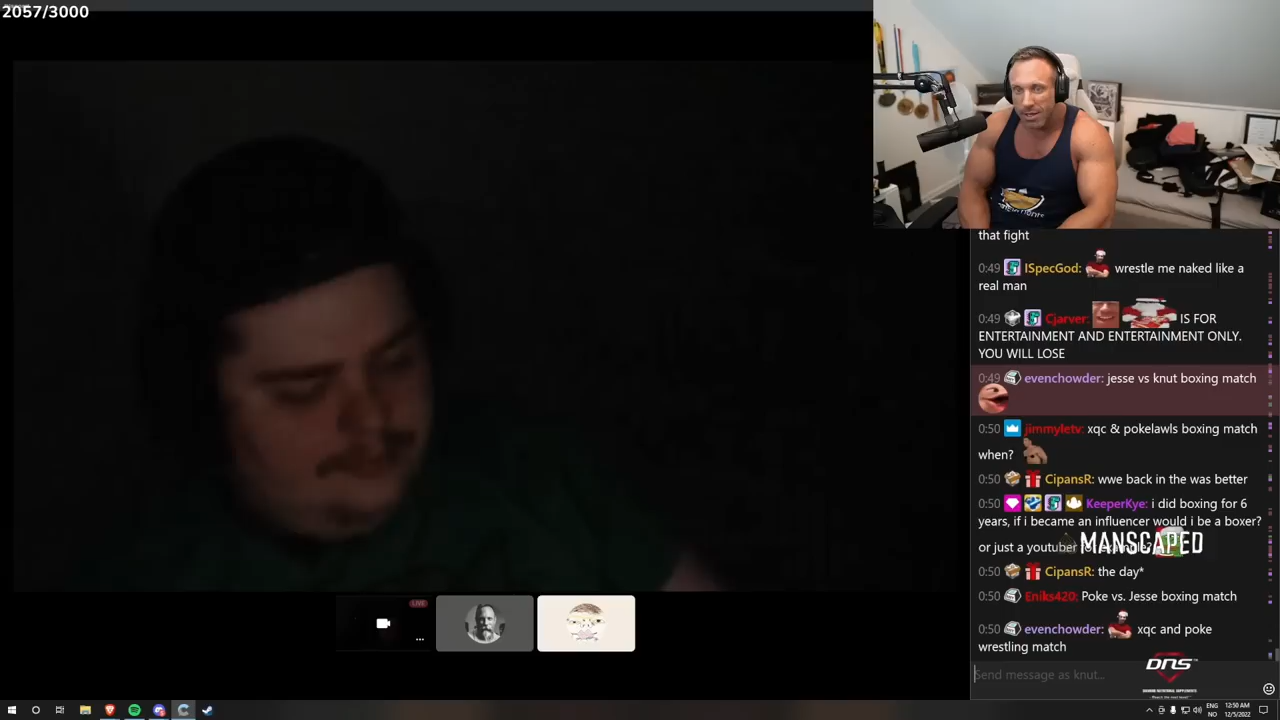 2057/3000
that fight
0:49 ISpecGod: wrestle me naked like a
real man
0:49 Cjarver: IS FOR
ENTERTAINMENT AND ENTERTAINMENT ONLY.
YOU WILL LOSE
0:49 evenchowder: jesse vs knut boxing match
0:50 jimmyletv: xqc & pokelawls boxing match
when?
0:50 CipansR: wwe back in the was better
0:50 KeeperKye: i did boxing for 6
years, if i became an influencer would i be a boxer?
or just a youtuber
MANSCAPED
0:50 CipansR: the day*
0:50 Eniks420: Poke vs. Jesse boxing match
0:50 evenchowder: xqc and poke
wrestling match
Send message as knut...
DNS
LIVE
ENG
NO
12:50 AM
12/5/2022